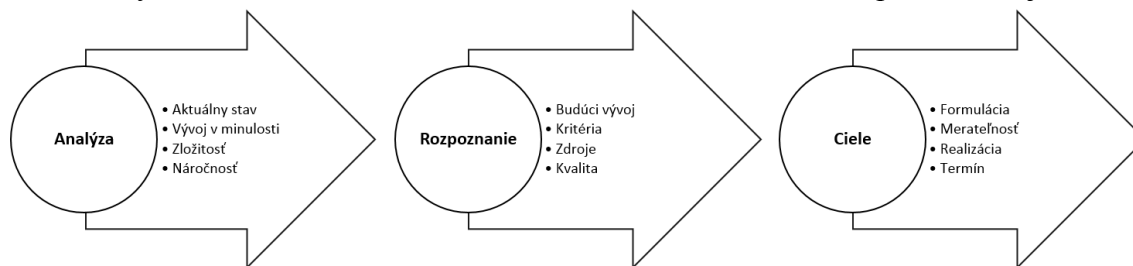 Analýza
• Aktuálny stav
• Vývoj v minulosti
• Zložitosť
• Náročnosť
Rozpoznanie
• Budúci vývoj
• Kritéria
• Zdroje
• Kvalita
Ciele
• Formulácia
• Merateľnosť
• Realizácia
• Termín